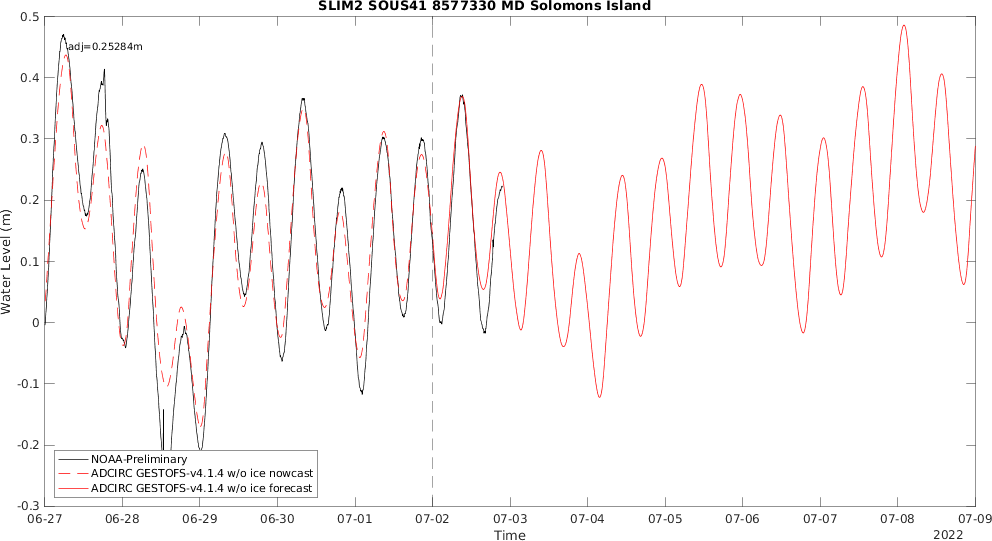 SLIM2 SOUS41 8577330 MD Solomons Island
adj=0.25284m
Water Level (m)
0.5
0.4
0.3
0.2
0.1
0
-0.1
-0.2
-0.3
NOAA-Preliminary
ADCIRC GESTOFS-v4.1.4 w/o ice nowcast
ADCIRC GESTOFS-v4.1.4 w/o ice forecast
06-27 06-28 06-29 06-30 07-01 07-02 07-03 07-04 07-05 07-06 07-07 07-08 07-09
Time
2022